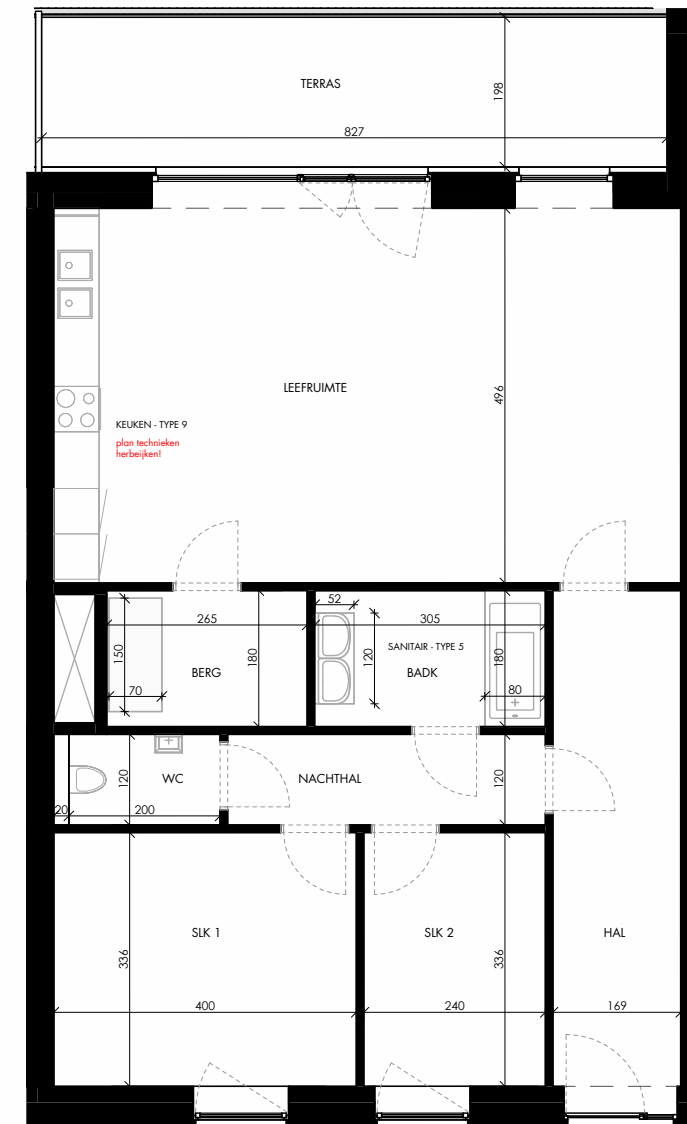 TERRAS
198
827
LEEFRUIMTE
496
KEUKEN - TYPE 9
plan technieken
herbeijken!
52
265
305
150
180
120
SANITAIR - TYPE 5
180
BERG
BADK
70
80
120
WC
NACHTHAL
120
20
200
SLK 1
SLK 2
HAL
336
336
400
240
169